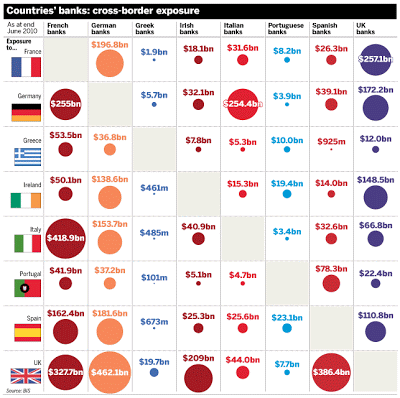 Countries' banks: cross-border exposure
As at end June 2010
French banks
German banks
Greek banks
Irish banks
Italian banks
Portuguese banks
Spanish banks
UK banks
Exposure to...
France
$196.8bn
$1.9bn
$18.1bn
$31.6bn
$8.2bn
$26.3bn
$257.1bn
Germany
$255bn
$5.7bn
$32.1bn
$254.4bn
$3.9bn
$39.1bn
$172.2bn
Greece
$53.5bn
$36.8bn
$7.8bn
$5.3bn
$10.0bn
$925m
$12.0bn
Ireland
$50.1bn
$138.6bn
$461m
$15.3bn
$19.4bn
$14.0bn
$148.5bn
Italy
$418.9bn
$153.7bn
$485m
$40.9bn
$3.4bn
$32.6bn
$66.8bn
Portugal
$41.9bn
$37.2bn
$101m
$5.1bn
$4.7bn
$78.3bn
$22.4bn
Spain
$162.4bn
$181.6bn
$673m
$25.3bn
$25.6bn
$23.1bn
$110.8bn
UK
$327.7bn
$462.1bn
$19.7bn
$209bn
$44.0bn
$7.7bn
$386.4bn
Source: BIS